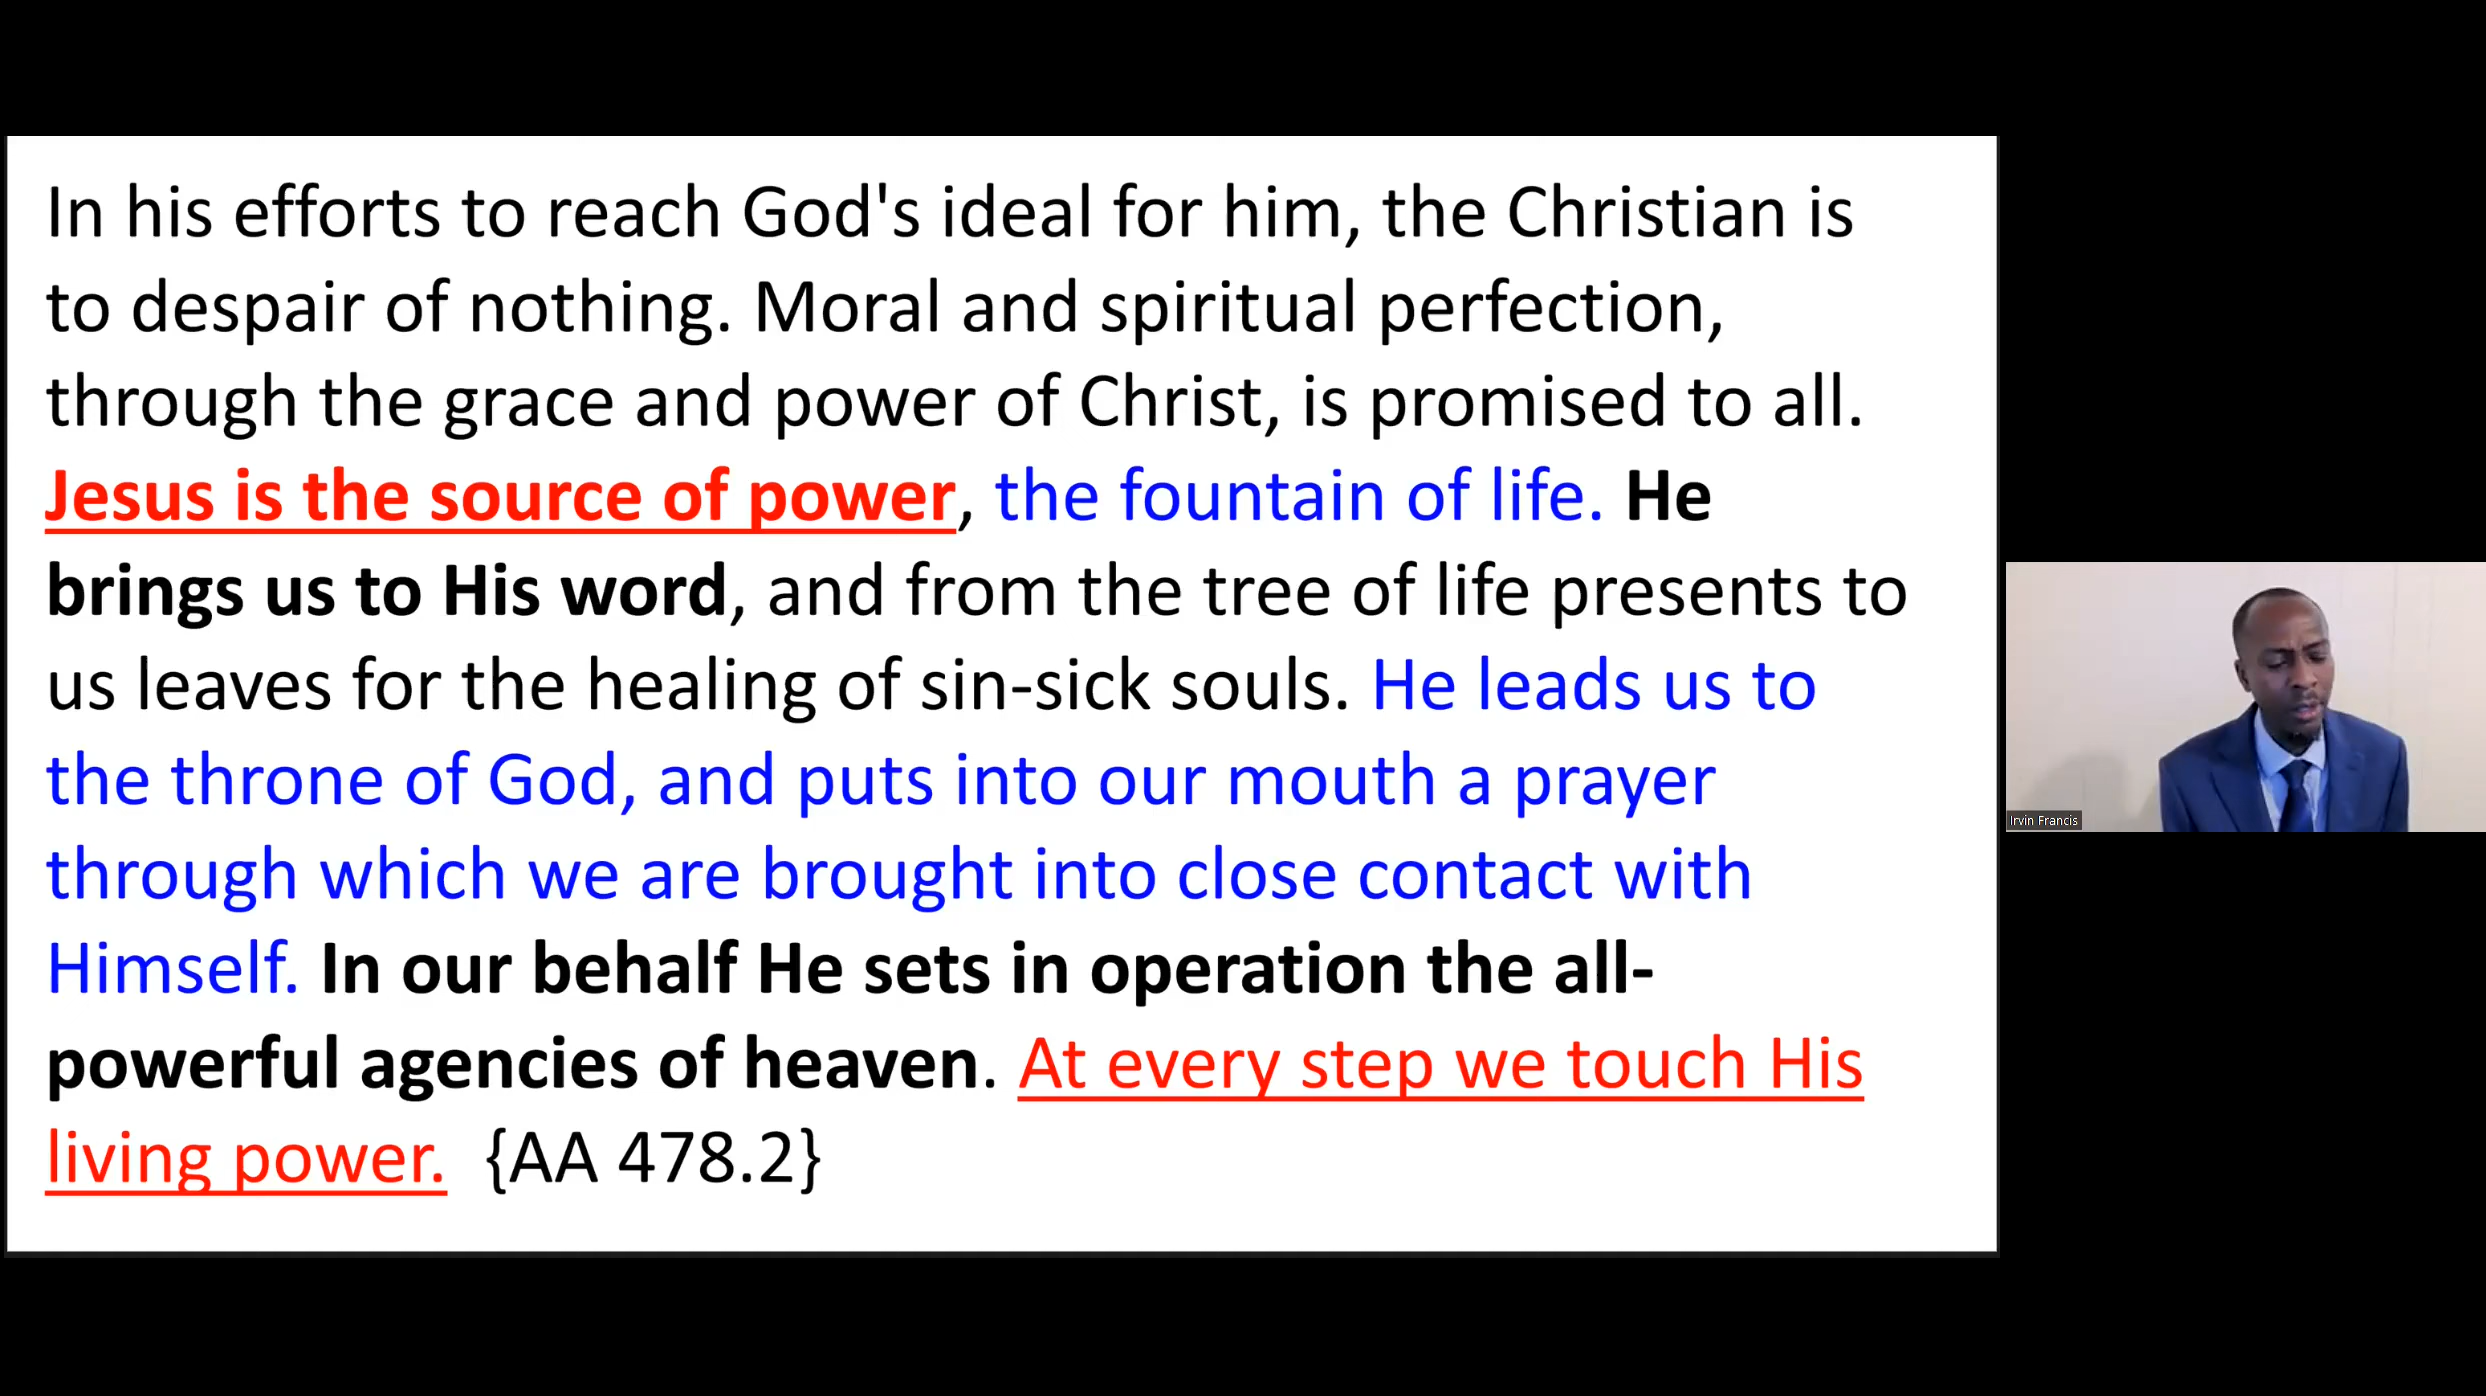 In his efforts to reach God's ideal for him, the Christian is
to despair of nothing. Moral and spiritual perfection,
through the grace and power of Christ, is promised to all.
Jesus is the source of power, the fountain of life. He
brings us to His word, and from the tree of life presents to
us leaves for the healing of sin-sick souls. He leads us to
the throne of God, and puts into our mouth a prayer
through which we are brought into close contact with
Himself. In our behalf He sets in operation the all-
powerful agencies of heaven. At every step we touch His
living power. {AA 478.2}
Irvin Francis